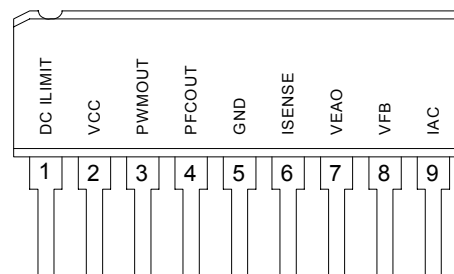 DC ILIMIT
VCC
PWMOUT
PFCOUT
GND
ISENSE
VEAO
VFB
IAC
1 2 3 4 5 6 7 8 9